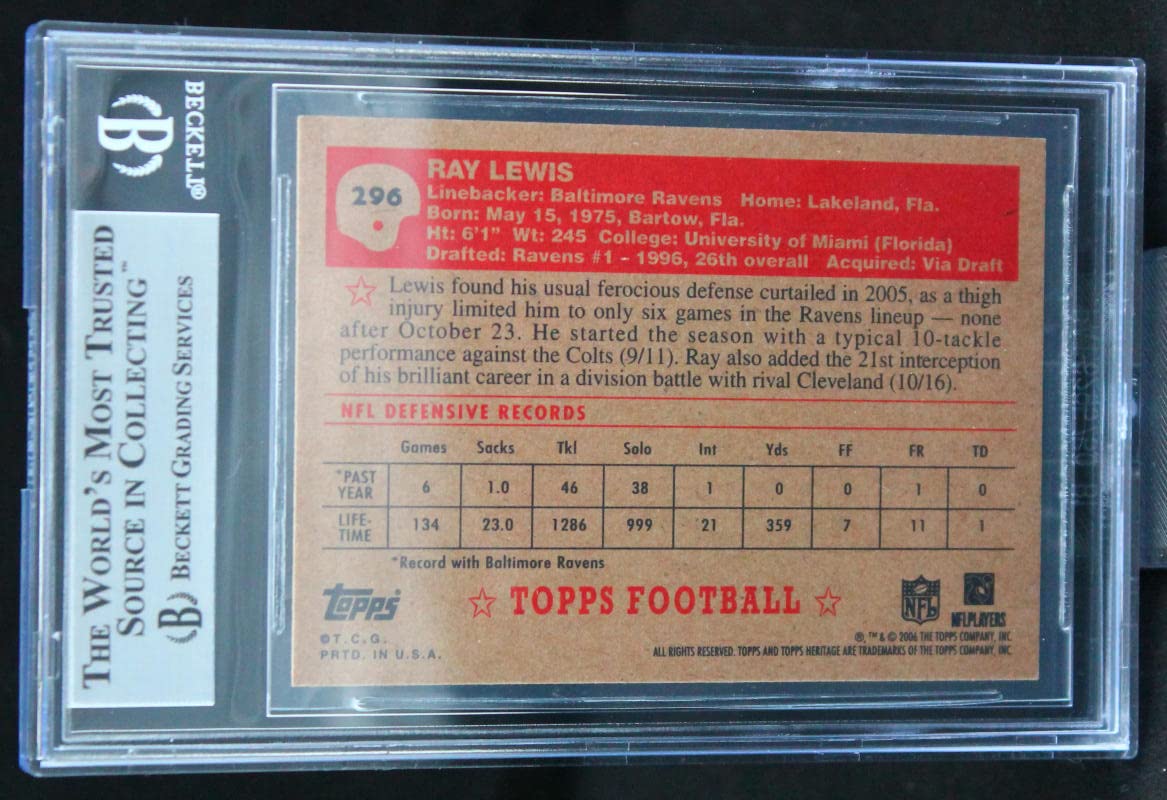 BECKETT®
B
THE WORLD'S MOST TRUSTED
SOURCE IN COLLECTING™
B BECKETT GRADING SERVICES
296
RAY LEWIS
Linebacker: Baltimore Ravens Home: Lakeland, Fla.
Born: May 15, 1975, Bartow, Fla.
Ht: 6'1" Wt: 245 College: University of Miami (Florida)
Drafted: Ravens #1 - 1996, 26th overall Acquired: Via Draft
Lewis found his usual ferocious defense curtailed in 2005, as a thigh
injury limited him to only six games in the Ravens lineup — none
after October 23. He started the season with a typical 10-tackle
performance against the Colts (9/11). Ray also added the 21st interception
of his brilliant career in a division battle with rival Cleveland (10/16).
NFL DEFENSIVE RECORDS
Games Sacks Tkl Solo Int Yds FF FR TD
*PAST YEAR 6 1.0 46 38 1 0 0 1 0
LIFE-TIME 134 23.0 1286 999 21 359 7 11 1
*Record with Baltimore Ravens
topps
TOPPS FOOTBALL
NFL
NFLPLAYERS
©T.C.G.
PRTD. IN U.S.A.
®, ™ & © 2006 THE TOPPS COMPANY, INC.
ALL RIGHTS RESERVED. TOPPS AND TOPPS HERITAGE ARE TRADEMARKS OF THE TOPPS COMPANY, INC.